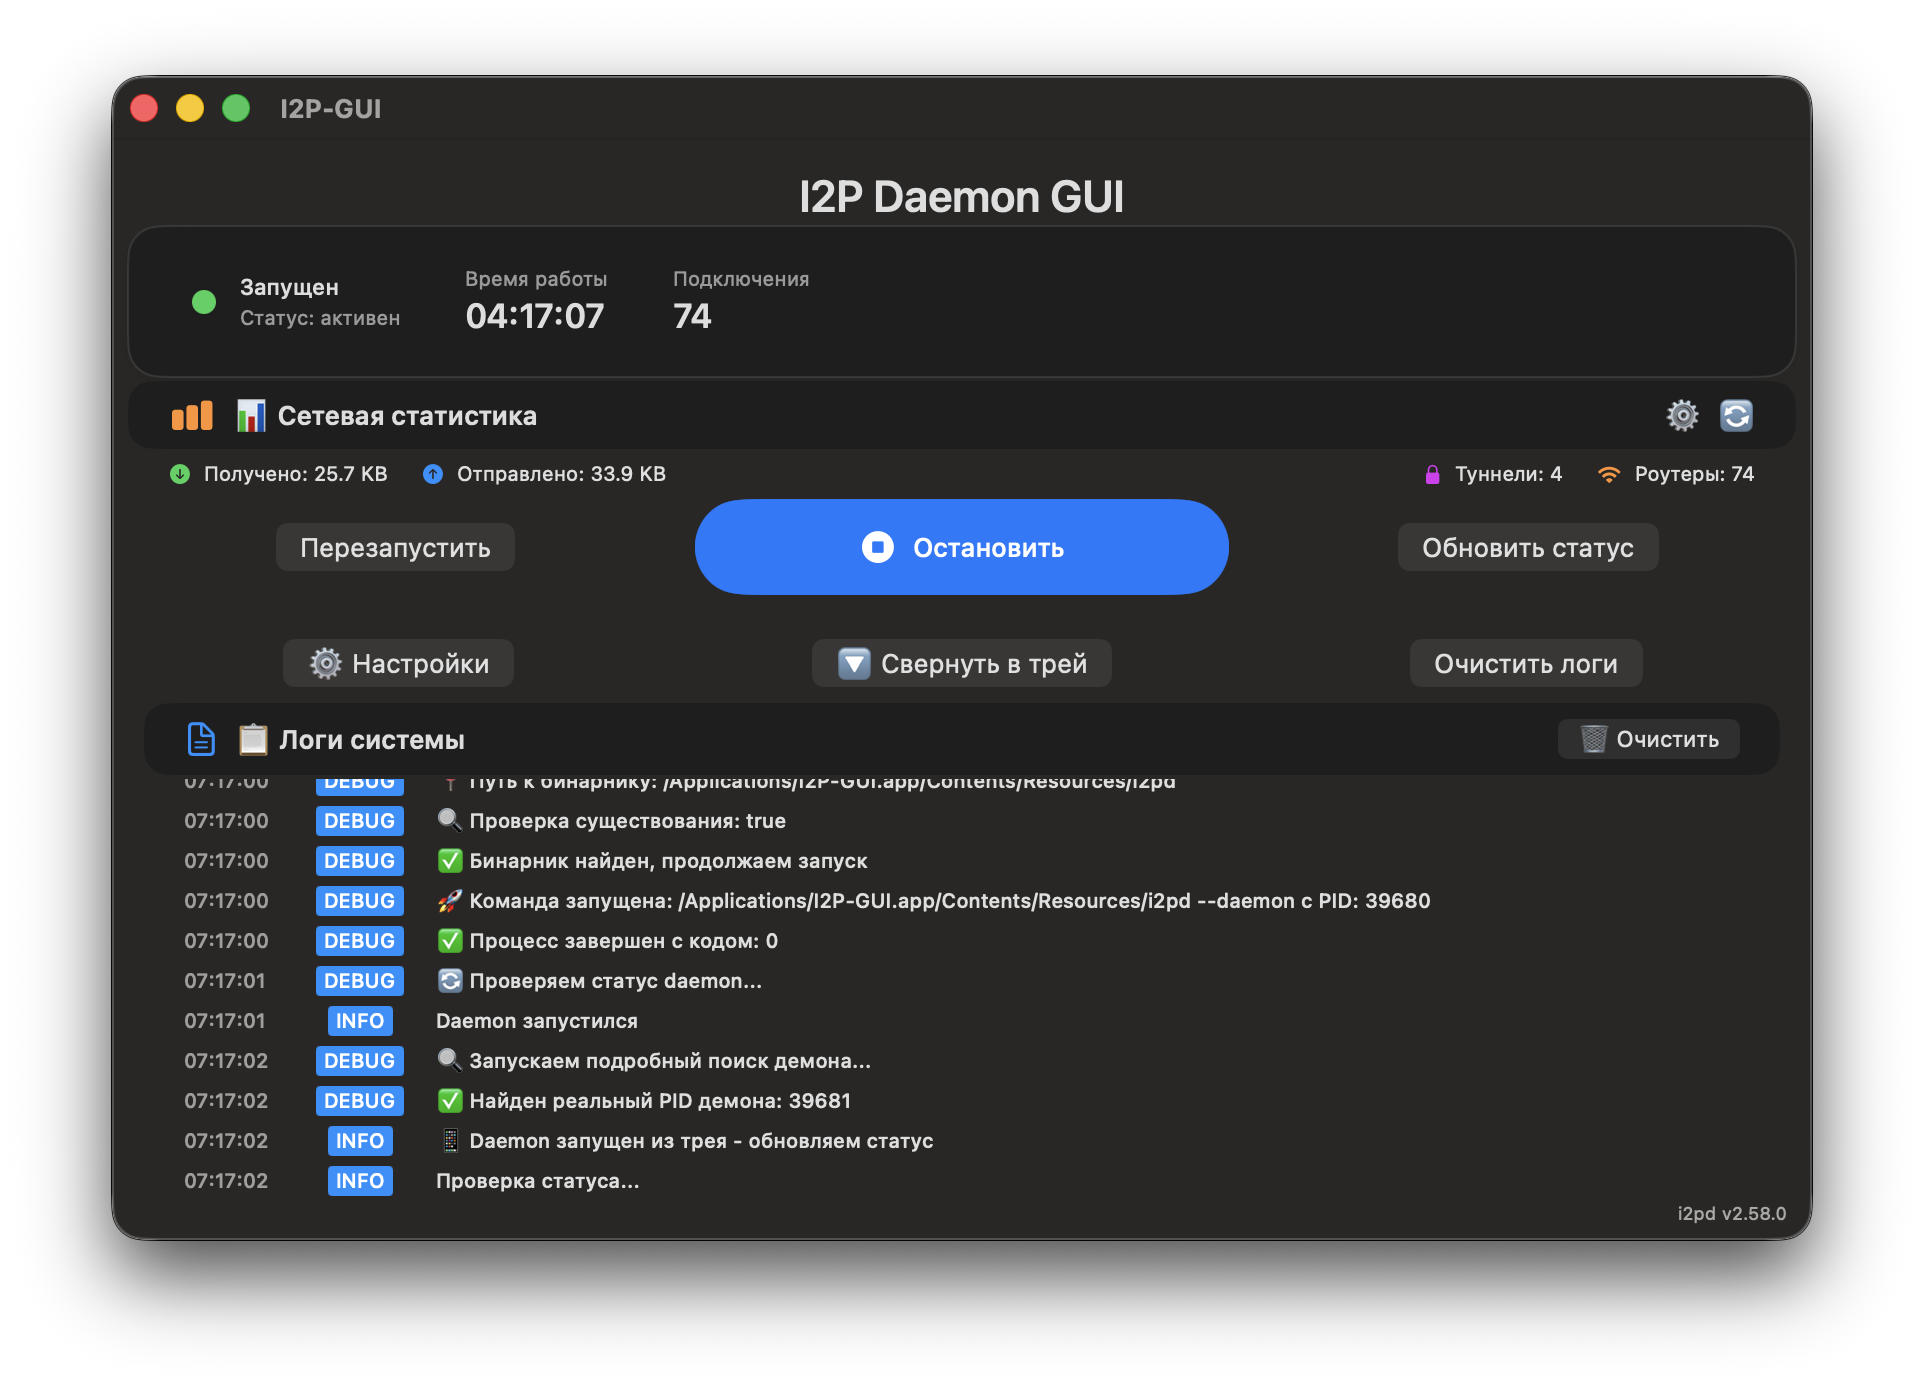 I2P-GUI
I2P Daemon GUI
Запущен
Статус: активен
Время работы
04:17:07
Подключения
74
Сетевая статистика
Получено: 25.7 KB Отправлено: 33.9 KB Туннели: 4 Роутеры: 74
Перезапустить Остановить Обновить статус
Настройки Свернуть в трей Очистить логи
Логи системы Очистить
07:17:00 DEBUG Путь к бинарнику: /Applications/I2P-GUI.app/Contents/Resources/i2pd
07:17:00 DEBUG Проверка существования: true
07:17:00 DEBUG Бинарник найден, продолжаем запуск
07:17:00 DEBUG Команда запущена: /Applications/I2P-GUI.app/Contents/Resources/i2pd --daemon с PID: 39680
07:17:00 DEBUG Процесс завершен с кодом: 0
07:17:01 DEBUG Проверяем статус daemon...
07:17:01 INFO Daemon запустился
07:17:02 DEBUG Запускаем подробный поиск демона...
07:17:02 DEBUG Найден реальный PID демона: 39681
07:17:02 INFO Daemon запущен из трея - обновляем статус
07:17:02 INFO Проверка статуса...
i2pd v2.58.0